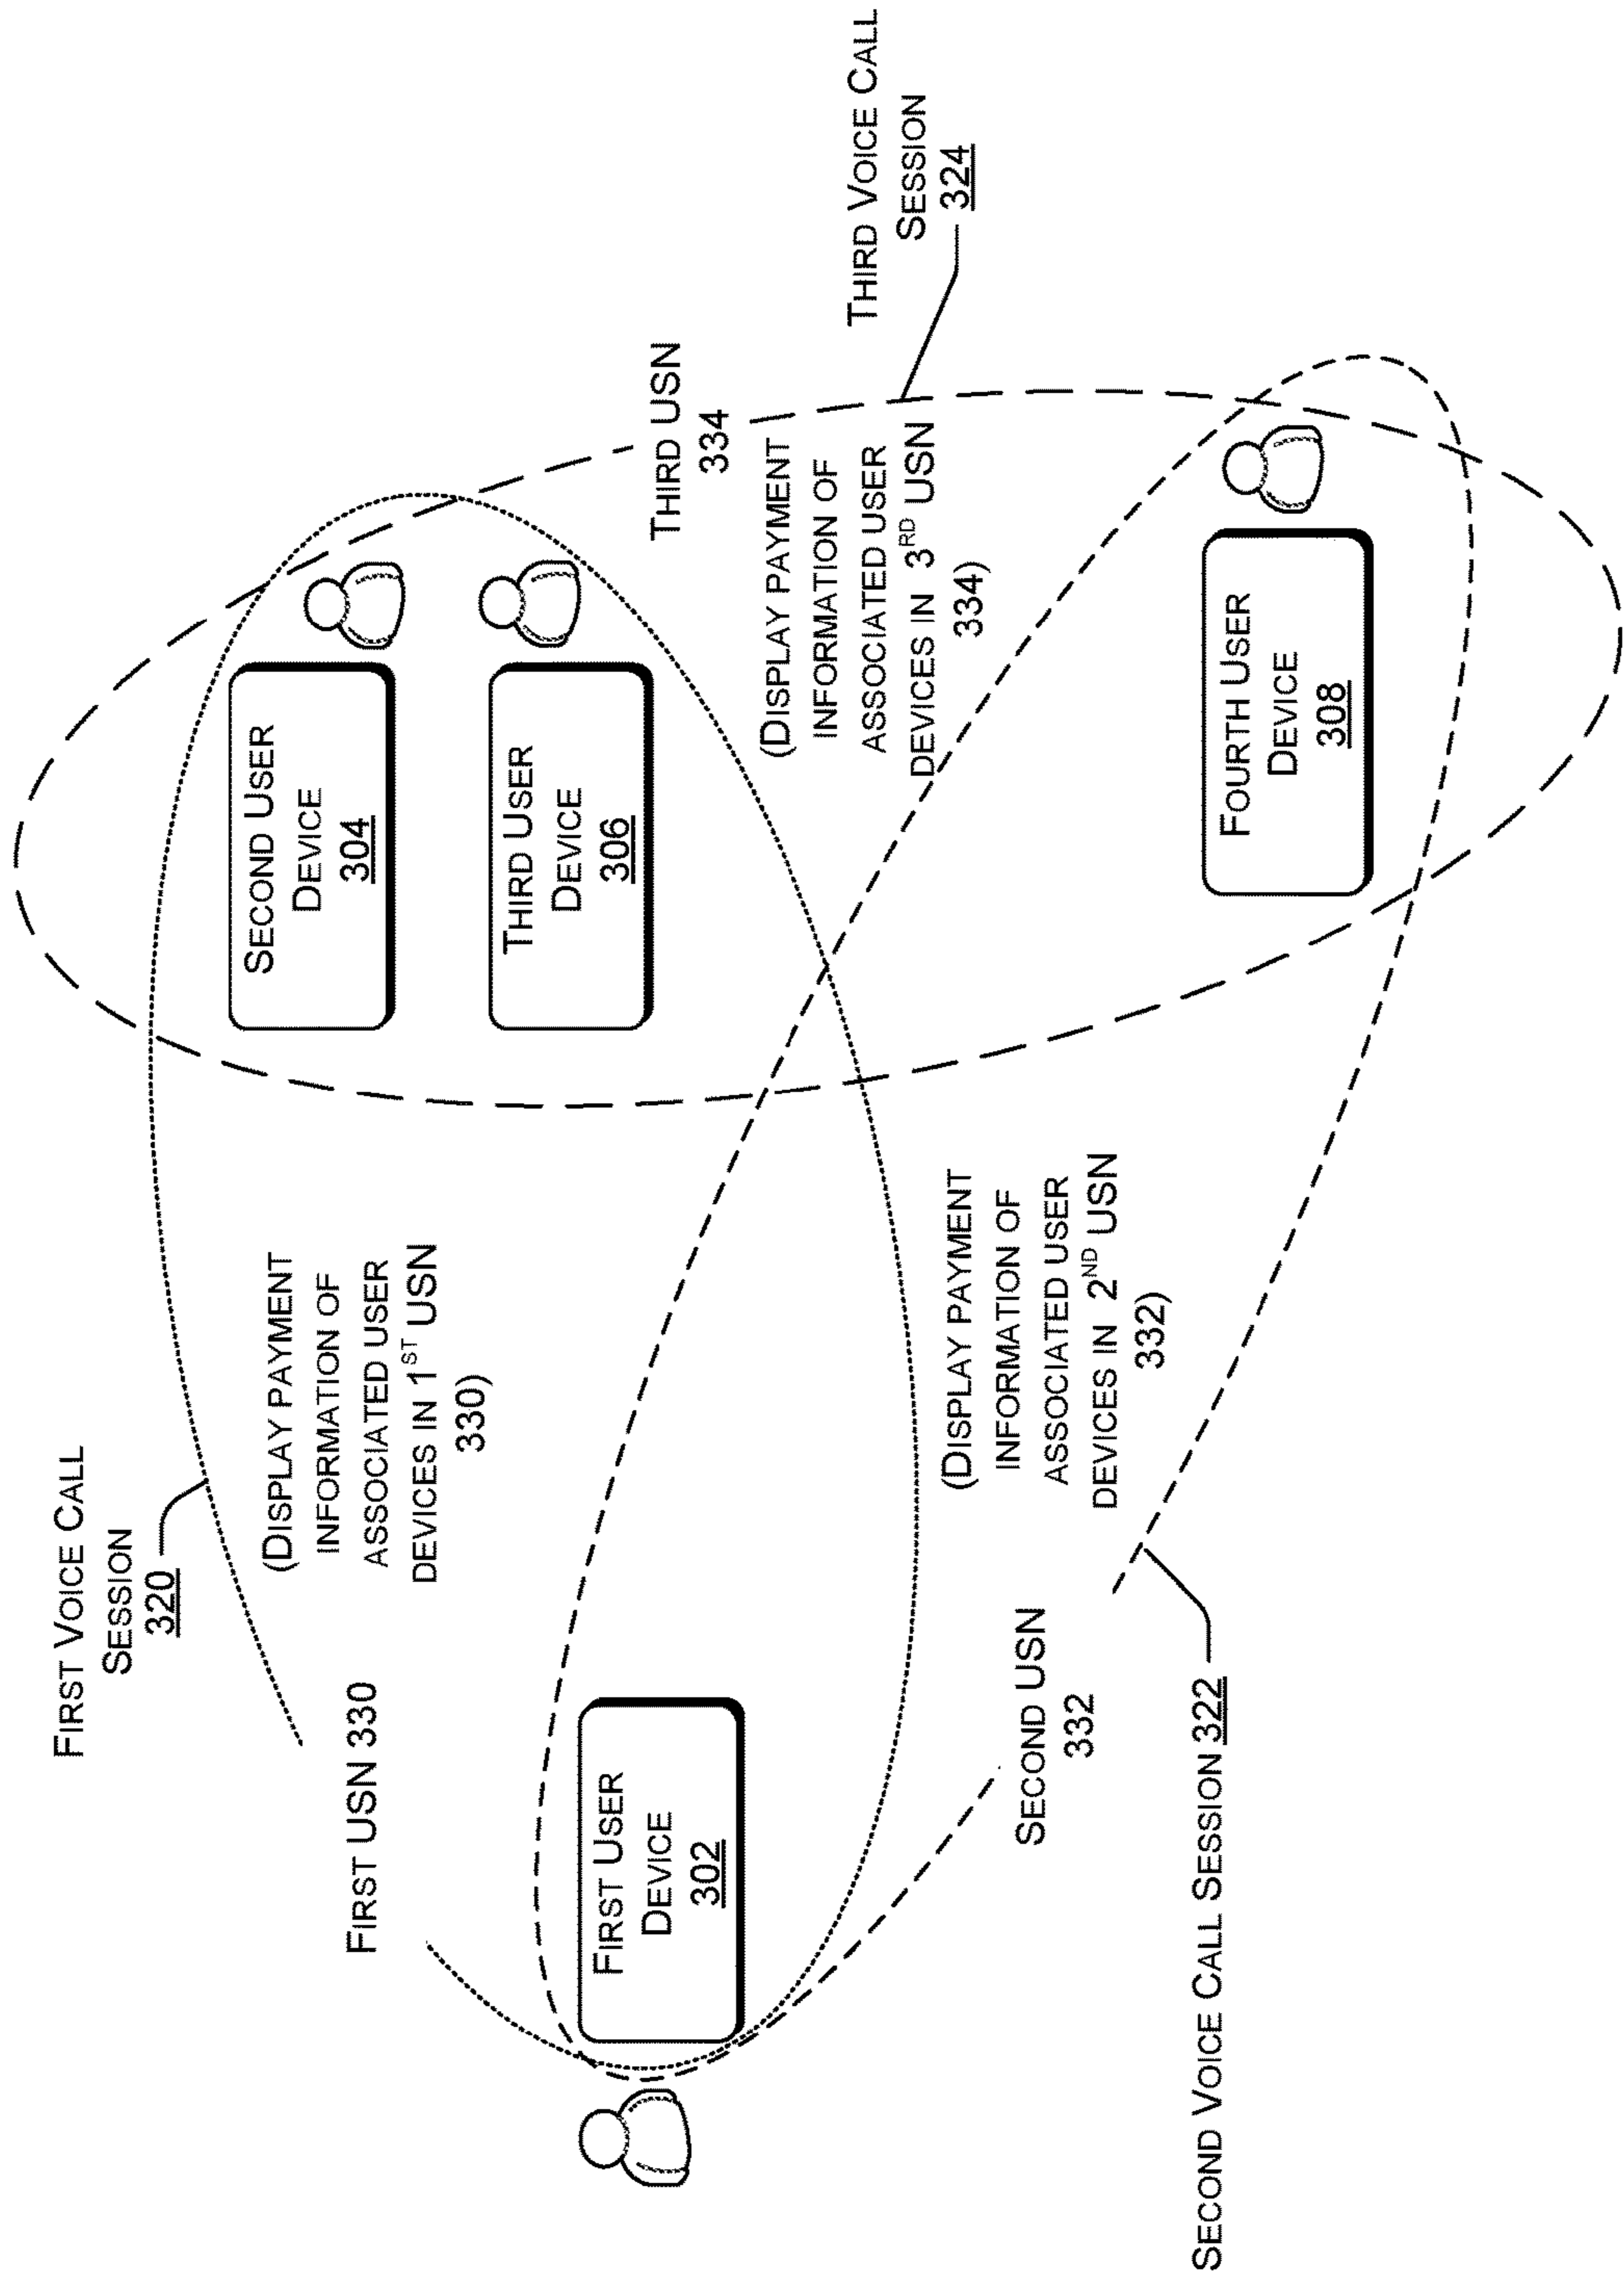 FIRST VOICE CALL
SESSION
320
FIRST USN 330
(DISPLAY PAYMENT
INFORMATION OF
ASSOCIATED USER
DEVICES IN 1ST USN
330)
SECOND USER
DEVICE
304
THIRD USER
DEVICE
306
FIRST USER
DEVICE
302
THIRD USN
334
(DISPLAY PAYMENT
INFORMATION OF
ASSOCIATED USER
DEVICES IN 3RD USN
334)
THIRD VOICE CALL
SESSION
324
SECOND USN
332
(DISPLAY PAYMENT
INFORMATION OF
ASSOCIATED USER
DEVICES IN 2ND USN
332)
FOURTH USER
DEVICE
308
SECOND VOICE CALL SESSION 322